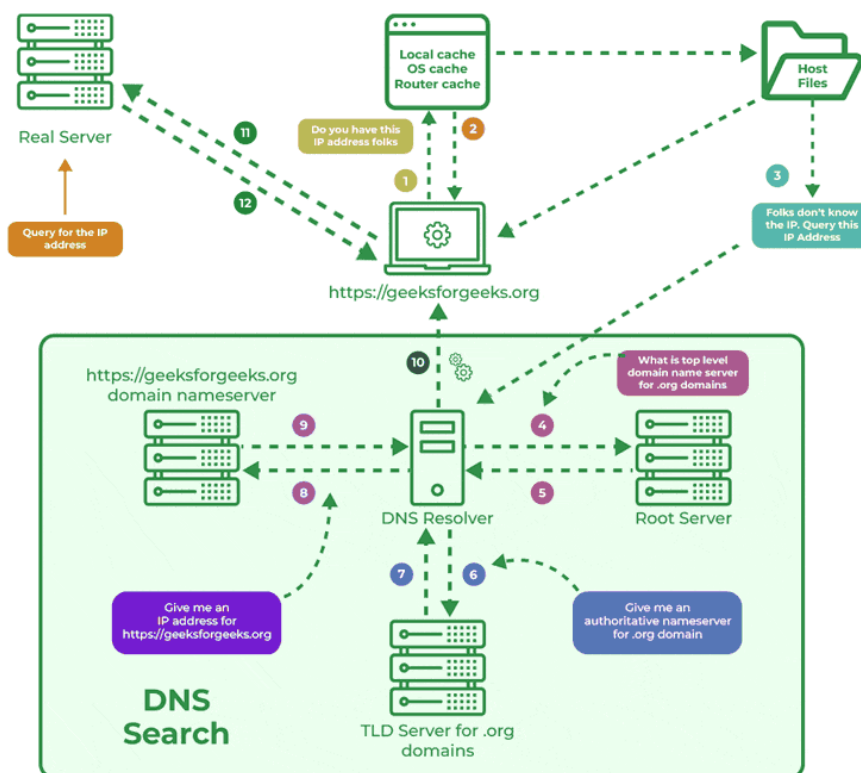 Local cache
OS cache
Router cache
Host
Files
Real Server
11
12
Do you have this
IP address folks
1
2
3
Query for the IP
address
Folks don't know
the IP. Query this
IP Address
https://geeksforgeeks.org
10
What is top level
domain name server
for .org domains
https://geeksforgeeks.org
domain nameserver
9
4
8
5
DNS Resolver
Root Server
7
6
Give me an
IP address for
https://geeksforgeeks.org
Give me an
authoritative nameserver
for .org domain
DNS
Search
TLD Server for .org
domains